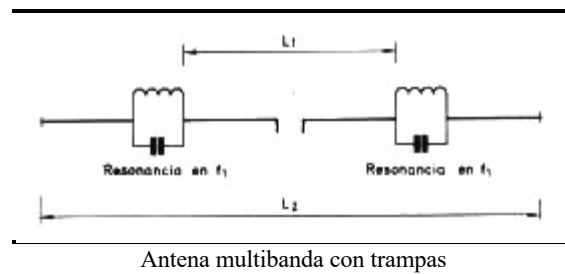 L1
Resonancia en f1
Resonancia en f1
L2
Antena multibanda con trampas